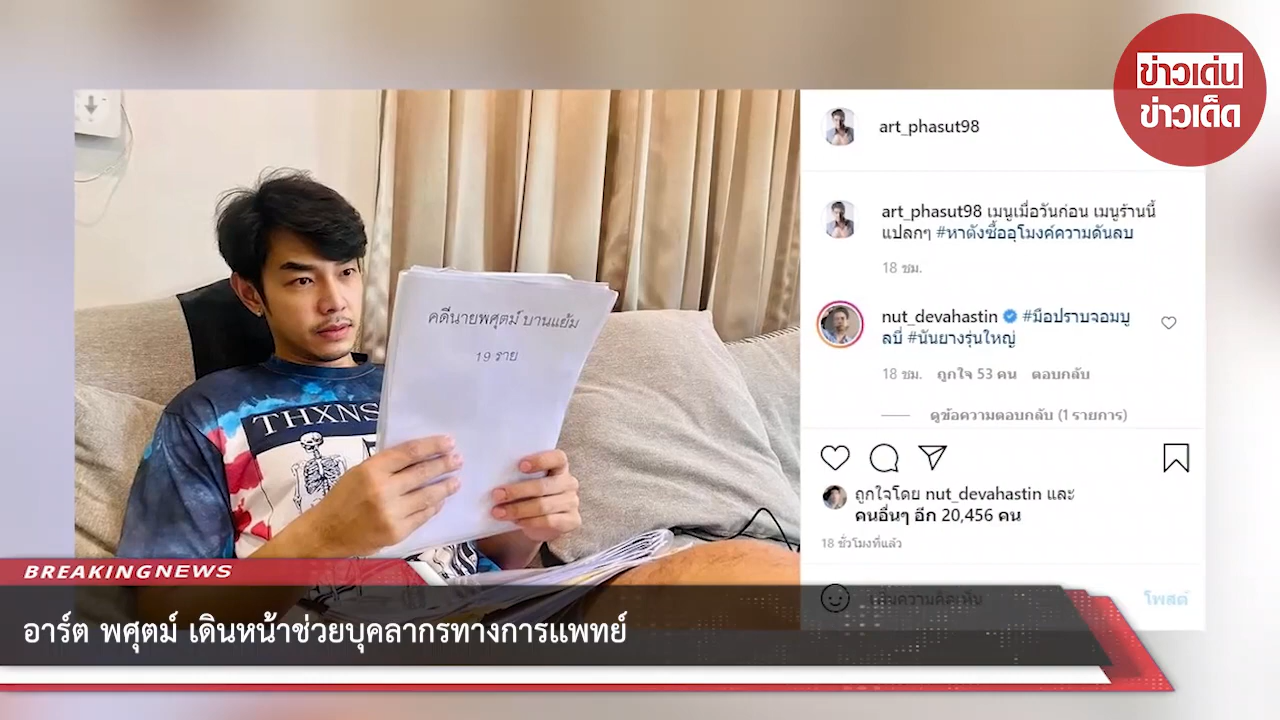 ข่าวเด่น
ข่าวเด็ด
art_phasut98
art_phasut98 เมนูเมื่อวันก่อน เมนูร้านนี้
แปลกๆ #หาตังซื้ออุโมงค์ความดันลบ
18 ชม.
nut_devahastin #มือปราบจอมบู
ลบี่ #นันยางรุ่นใหญ่
18 ชม. ถูกใจ 53 คน ตอบกลับ
ดูข้อความตอบกลับ (1 รายการ)
ถูกใจโดย nut_devahastin และ
คนอื่นๆ อีก 20,456 คน
18 ชั่วโมงที่แล้ว
โพสต์
คดีนายพศุตม์ บานแย้ม
19 ราย
THXNS
BREAKINGNEWS
อาร์ต พศุตม์ เดินหน้าช่วยบุคลากรทางการแพทย์